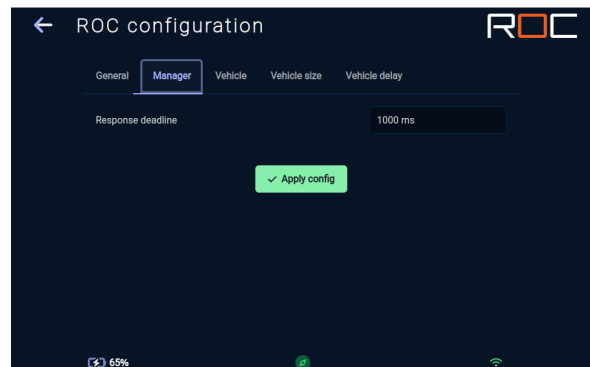 ROC configuration
ROC
General Manager Vehicle Vehicle size Vehicle delay
Response deadline 1000 ms
Apply config
65%